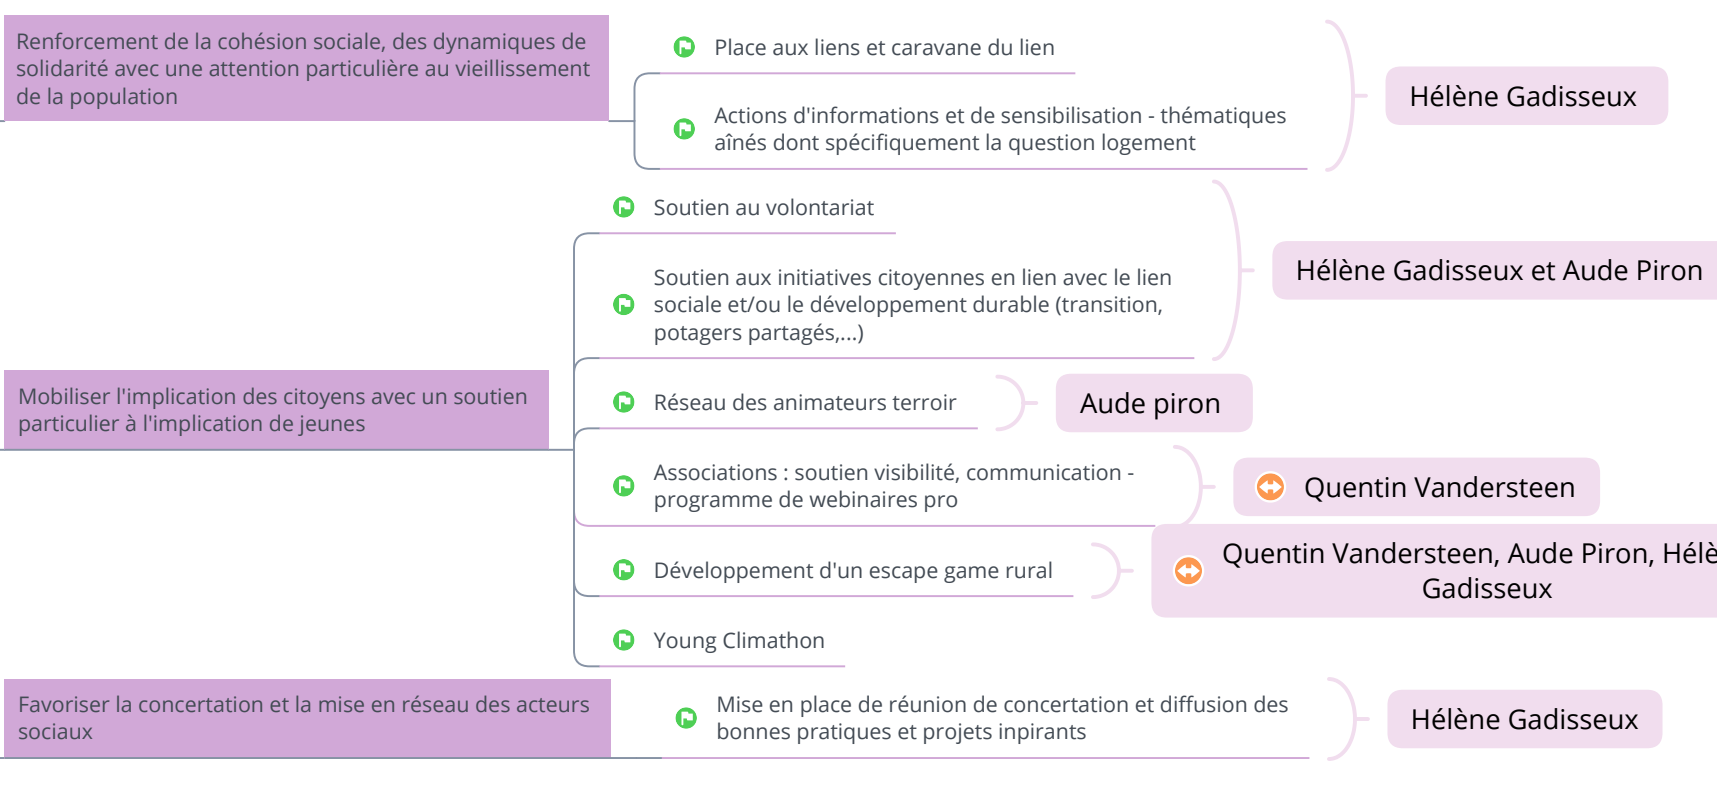 Renforcement de la cohésion sociale, des dynamiques de
solidarité avec une attention particulière au vieillissement
de la population
Place aux liens et caravane du lien
Actions d'informations et de sensibilisation - thématiques
aînés dont spécifiquement la question logement
Hélène Gadisseux
Mobiliser l'implication des citoyens avec un soutien
particulier à l'implication de jeunes
Soutien au volontariat
Soutien aux initiatives citoyennes en lien avec le lien
sociale et/ou le développement durable (transition,
potagers partagés,...)
Hélène Gadisseux et Aude Piron
Réseau des animateurs terroir
Aude piron
Associations : soutien visibilité, communication -
programme de webinaires pro
Quentin Vandersteen
Développement d'un escape game rural
Quentin Vandersteen, Aude Piron,
Gadisseux
Young Climathon
Favoriser la concertation et la mise en réseau des acteurs
sociaux
Mise en place de réunion de concertation et diffusion des
bonnes pratiques et projets inpirants
Hélène Gadisseux